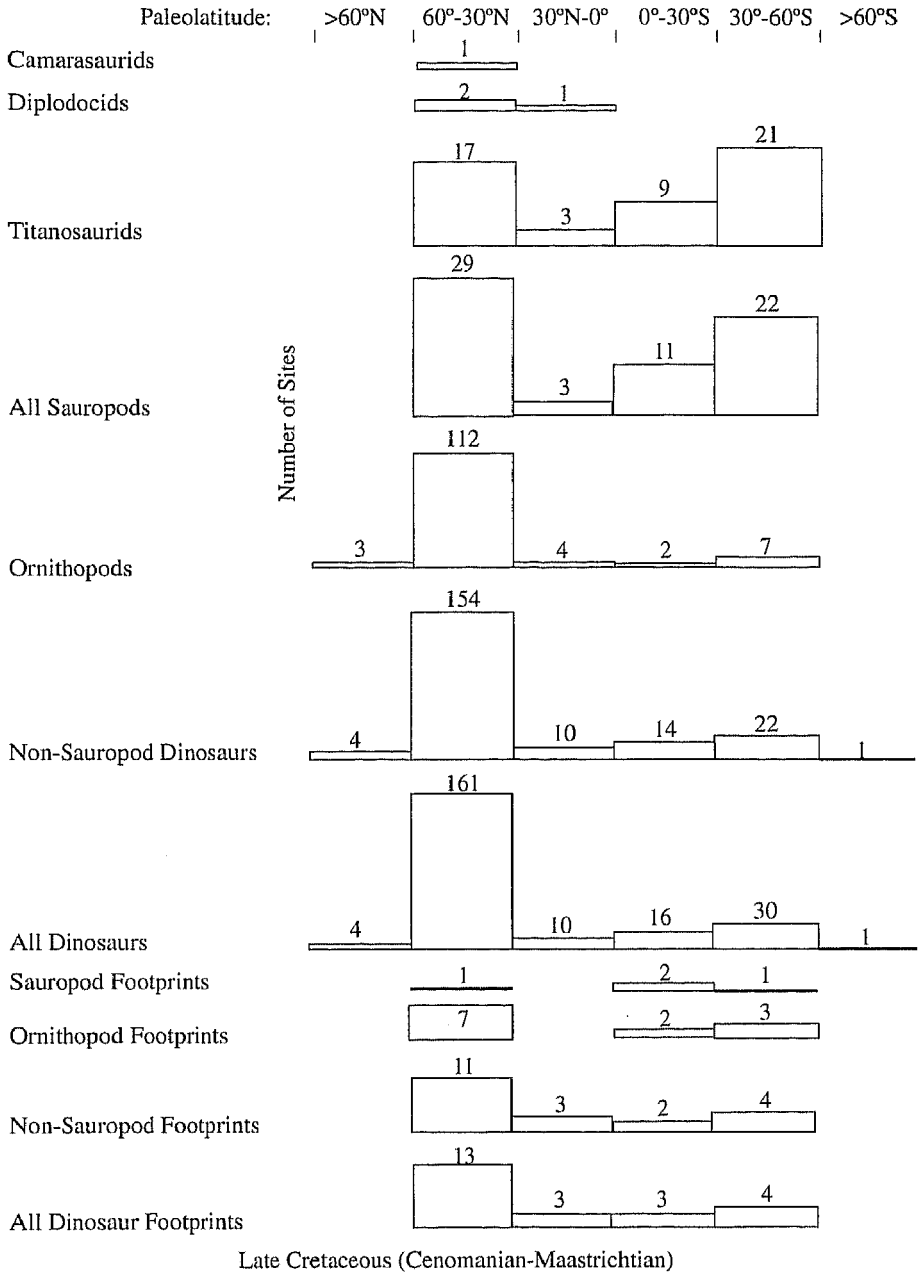 Paleolatitude: >60°N 60°-30°N 30°N-0° 0°-30°S 30°-60°S >60°S
Camarasaurids 1
Diplodocids 2 1
Titanosaurids 17 3 9 21
All Sauropods 29 3 11 22
Number of Sites
Ornithopods 3 112 4 2 7
Non-Sauropod Dinosaurs 4 154 10 14 22 1
All Dinosaurs 4 161 10 16 30 1
Sauropod Footprints 1 2 1
Ornithopod Footprints 7 2 3
Non-Sauropod Footprints 11 3 2 4
All Dinosaur Footprints 13 3 3 4
Late Cretaceous (Cenomanian-Maastrichtian)